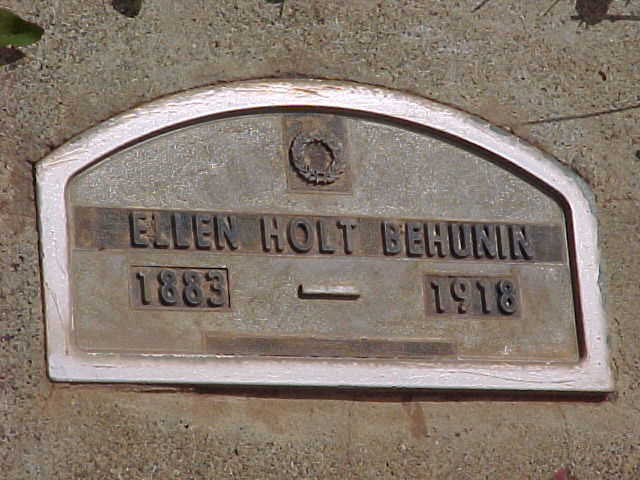 ELLEN HOLT BEHUNIN
1883 — 1918